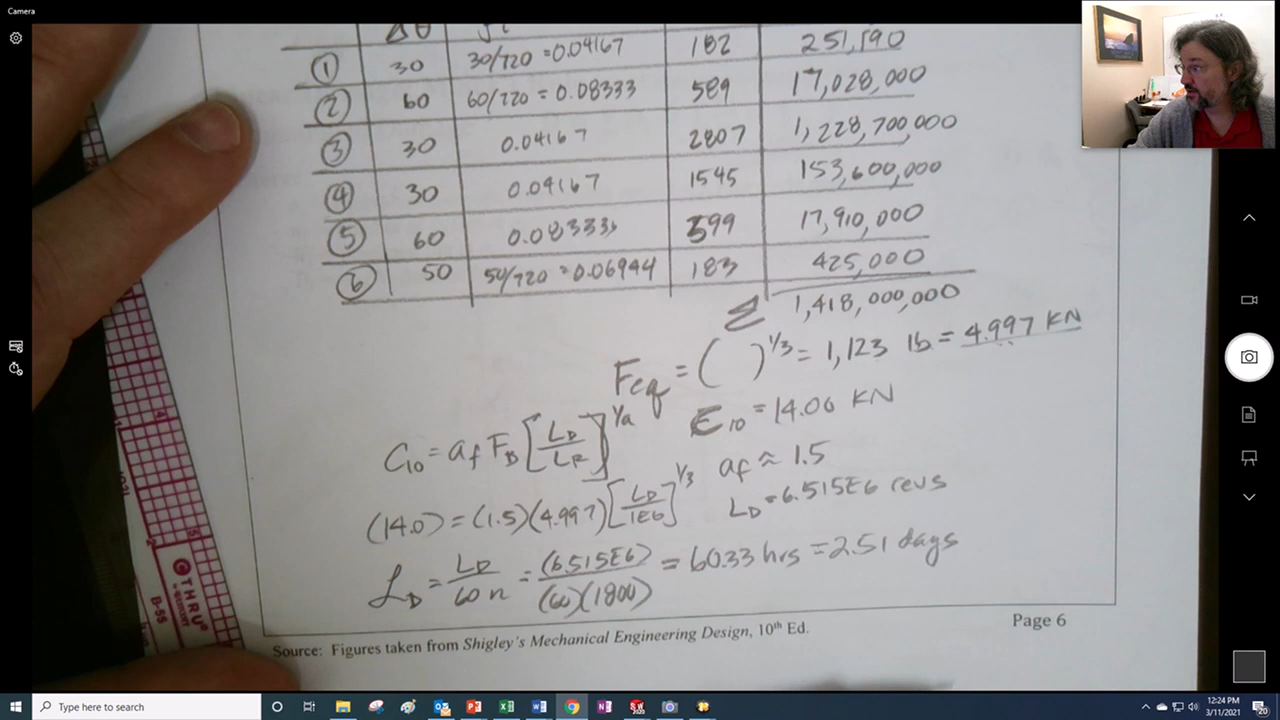 Camera
Δθ
① 30 30/720 = 0.04167 182 251,190
② 60 60/720 = 0.08333 589 17,028,000
③ 30 0.04167 2807 1,228,700,000
④ 30 0.04167 1545 153,600,000
⑤ 60 0.08333 599 17,910,000
⑥ 50 50/720 = 0.06944 183 425,000
Σ 1,418,000,000
Feq = ( )^1/3 = 1,123 lb = 4.997 KN
C10 = 14.06 KN
C10 = af FD [LD/LR]^1/a af ≈ 1.5
(14.0) = (1.5)(4.997)[LD/1E6]^1/3 LD = 6.515E6 revs
ℒD = LD/60 n = (6.515E6)/(60)(1800) = 60.33 hrs = 2.51 days
Source: Figures taken from Shigley's Mechanical Engineering Design, 10th Ed.
Page 6
THRU
B-55
Type here to search
12:24 PM
3/11/2021
20